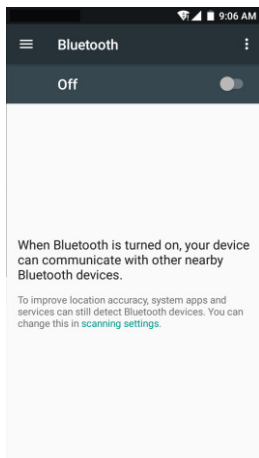 9:06 AM
Bluetooth
Off
When Bluetooth is turned on, your device
can communicate with other nearby
Bluetooth devices.
To improve location accuracy, system apps and
services can still detect Bluetooth devices. You can
change this in scanning settings.